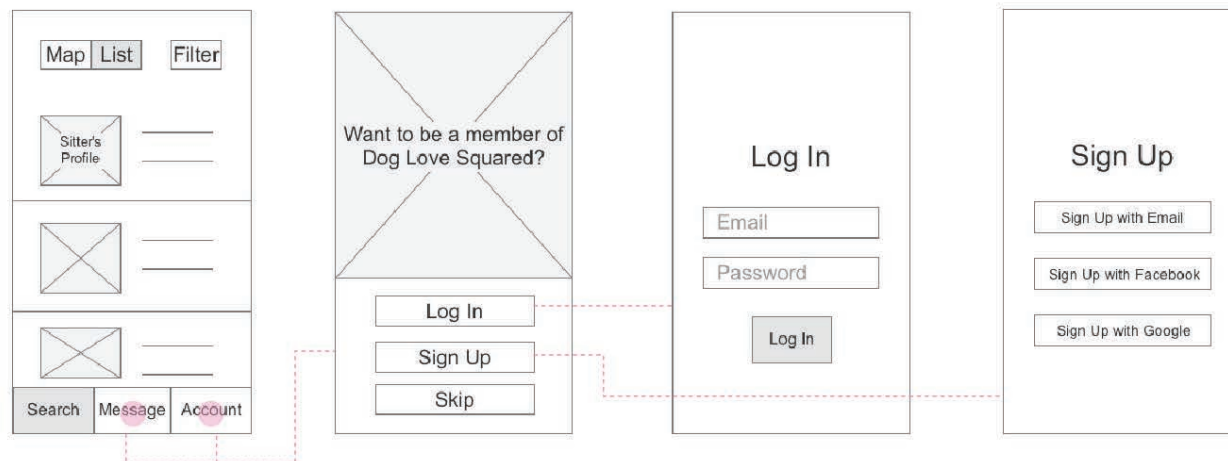 Map List Filter
Sitter's
Profile
Search Message Account
Want to be a member of
Dog Love Squared?
Log In
Sign Up
Skip
Log In
Email
Password
Log In
Sign Up
Sign Up with Email
Sign Up with Facebook
Sign Up with Google